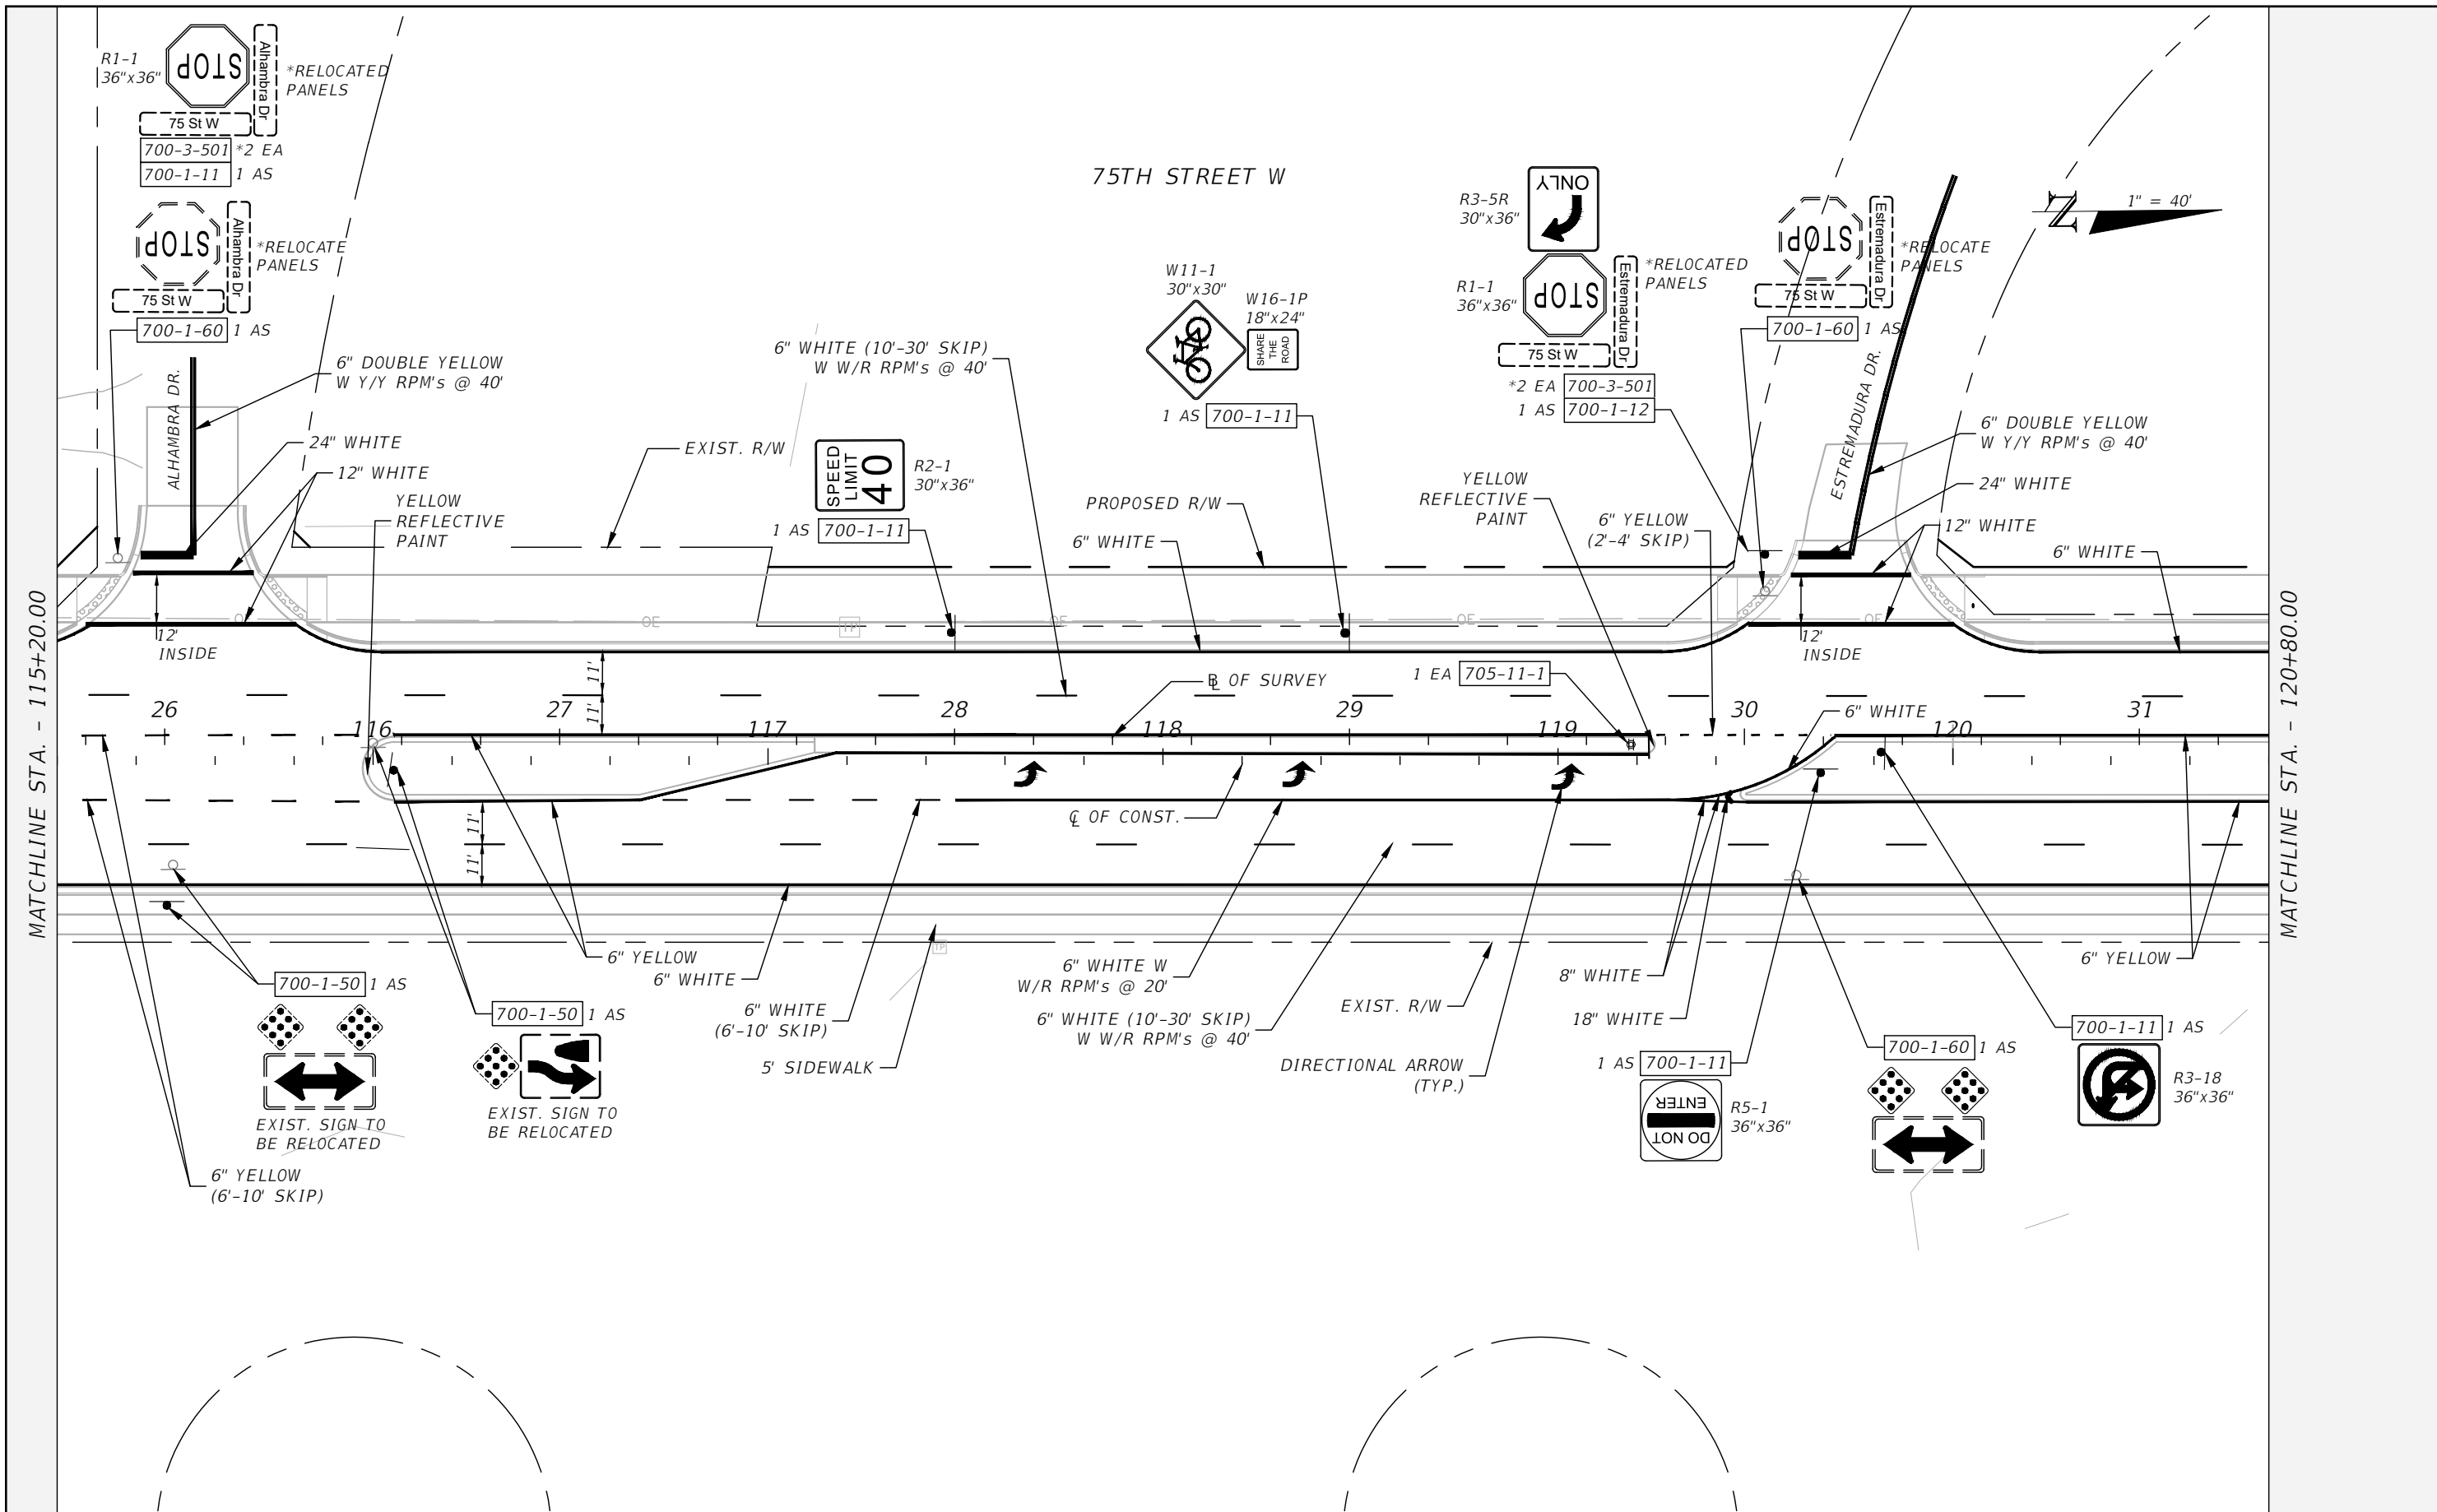 R1-1
36"x36"
STOP
Alhambra Dr
*RELOCATED
PANELS
75 St W
700-3-501 *2 EA
700-1-11 1 AS
STOP
Alhambra Dr
*RELOCATE
PANELS
75 St W
700-1-60 1 AS
ALHAMBRA DR.
6" DOUBLE YELLOW
W Y/Y RPM's @ 40'
24" WHITE
12" WHITE
YELLOW
REFLECTIVE
PAINT
12'
INSIDE
75TH STREET W
6" WHITE (10'-30' SKIP)
W W/R RPM's @ 40'
EXIST. R/W
SPEED
LIMIT
40
R2-1
30"x36"
1 AS 700-1-11
W11-1
30"x30"
W16-1P
18"x24"
SHARE
THE
ROAD
1 AS 700-1-11
PROPOSED R/W
6" WHITE
R3-5R
30"x36"
ONLY
R1-1
36"x36"
STOP
Estremadura Dr
*RELOCATED
PANELS
75 St W
*2 EA 700-3-501
1 AS 700-1-12
YELLOW
REFLECTIVE
PAINT
6" YELLOW
(2'-4' SKIP)
STOP
Estremadura Dr
*RELOCATE
PANELS
75 St W
700-1-60 1 AS
ESTREMADURA DR.
N
1" = 40'
6" DOUBLE YELLOW
W Y/Y RPM's @ 40'
24" WHITE
12" WHITE
6" WHITE
12'
INSIDE
OE
TP
OE
OE
OE
OE
MATCHLINE STA. - 115+20.00
MATCHLINE STA. - 120+80.00
11'
11'
BL OF SURVEY
1 EA 705-11-1
26
27
28
29
30
31
116
117
118
119
120
6" WHITE
CL OF CONST.
11'
11'
TP
700-1-50 1 AS
EXIST. SIGN TO
BE RELOCATED
6" YELLOW
(6'-10' SKIP)
700-1-50 1 AS
EXIST. SIGN TO
BE RELOCATED
6" YELLOW
6" WHITE
6" WHITE
(6'-10' SKIP)
5' SIDEWALK
6" WHITE W
W/R RPM's @ 20'
6" WHITE (10'-30' SKIP)
W W/R RPM's @ 40'
EXIST. R/W
DIRECTIONAL ARROW
(TYP.)
8" WHITE
18" WHITE
1 AS 700-1-11
DO NOT
ENTER
R5-1
36"x36"
700-1-60 1 AS
6" YELLOW
700-1-11 1 AS
R3-18
36"x36"